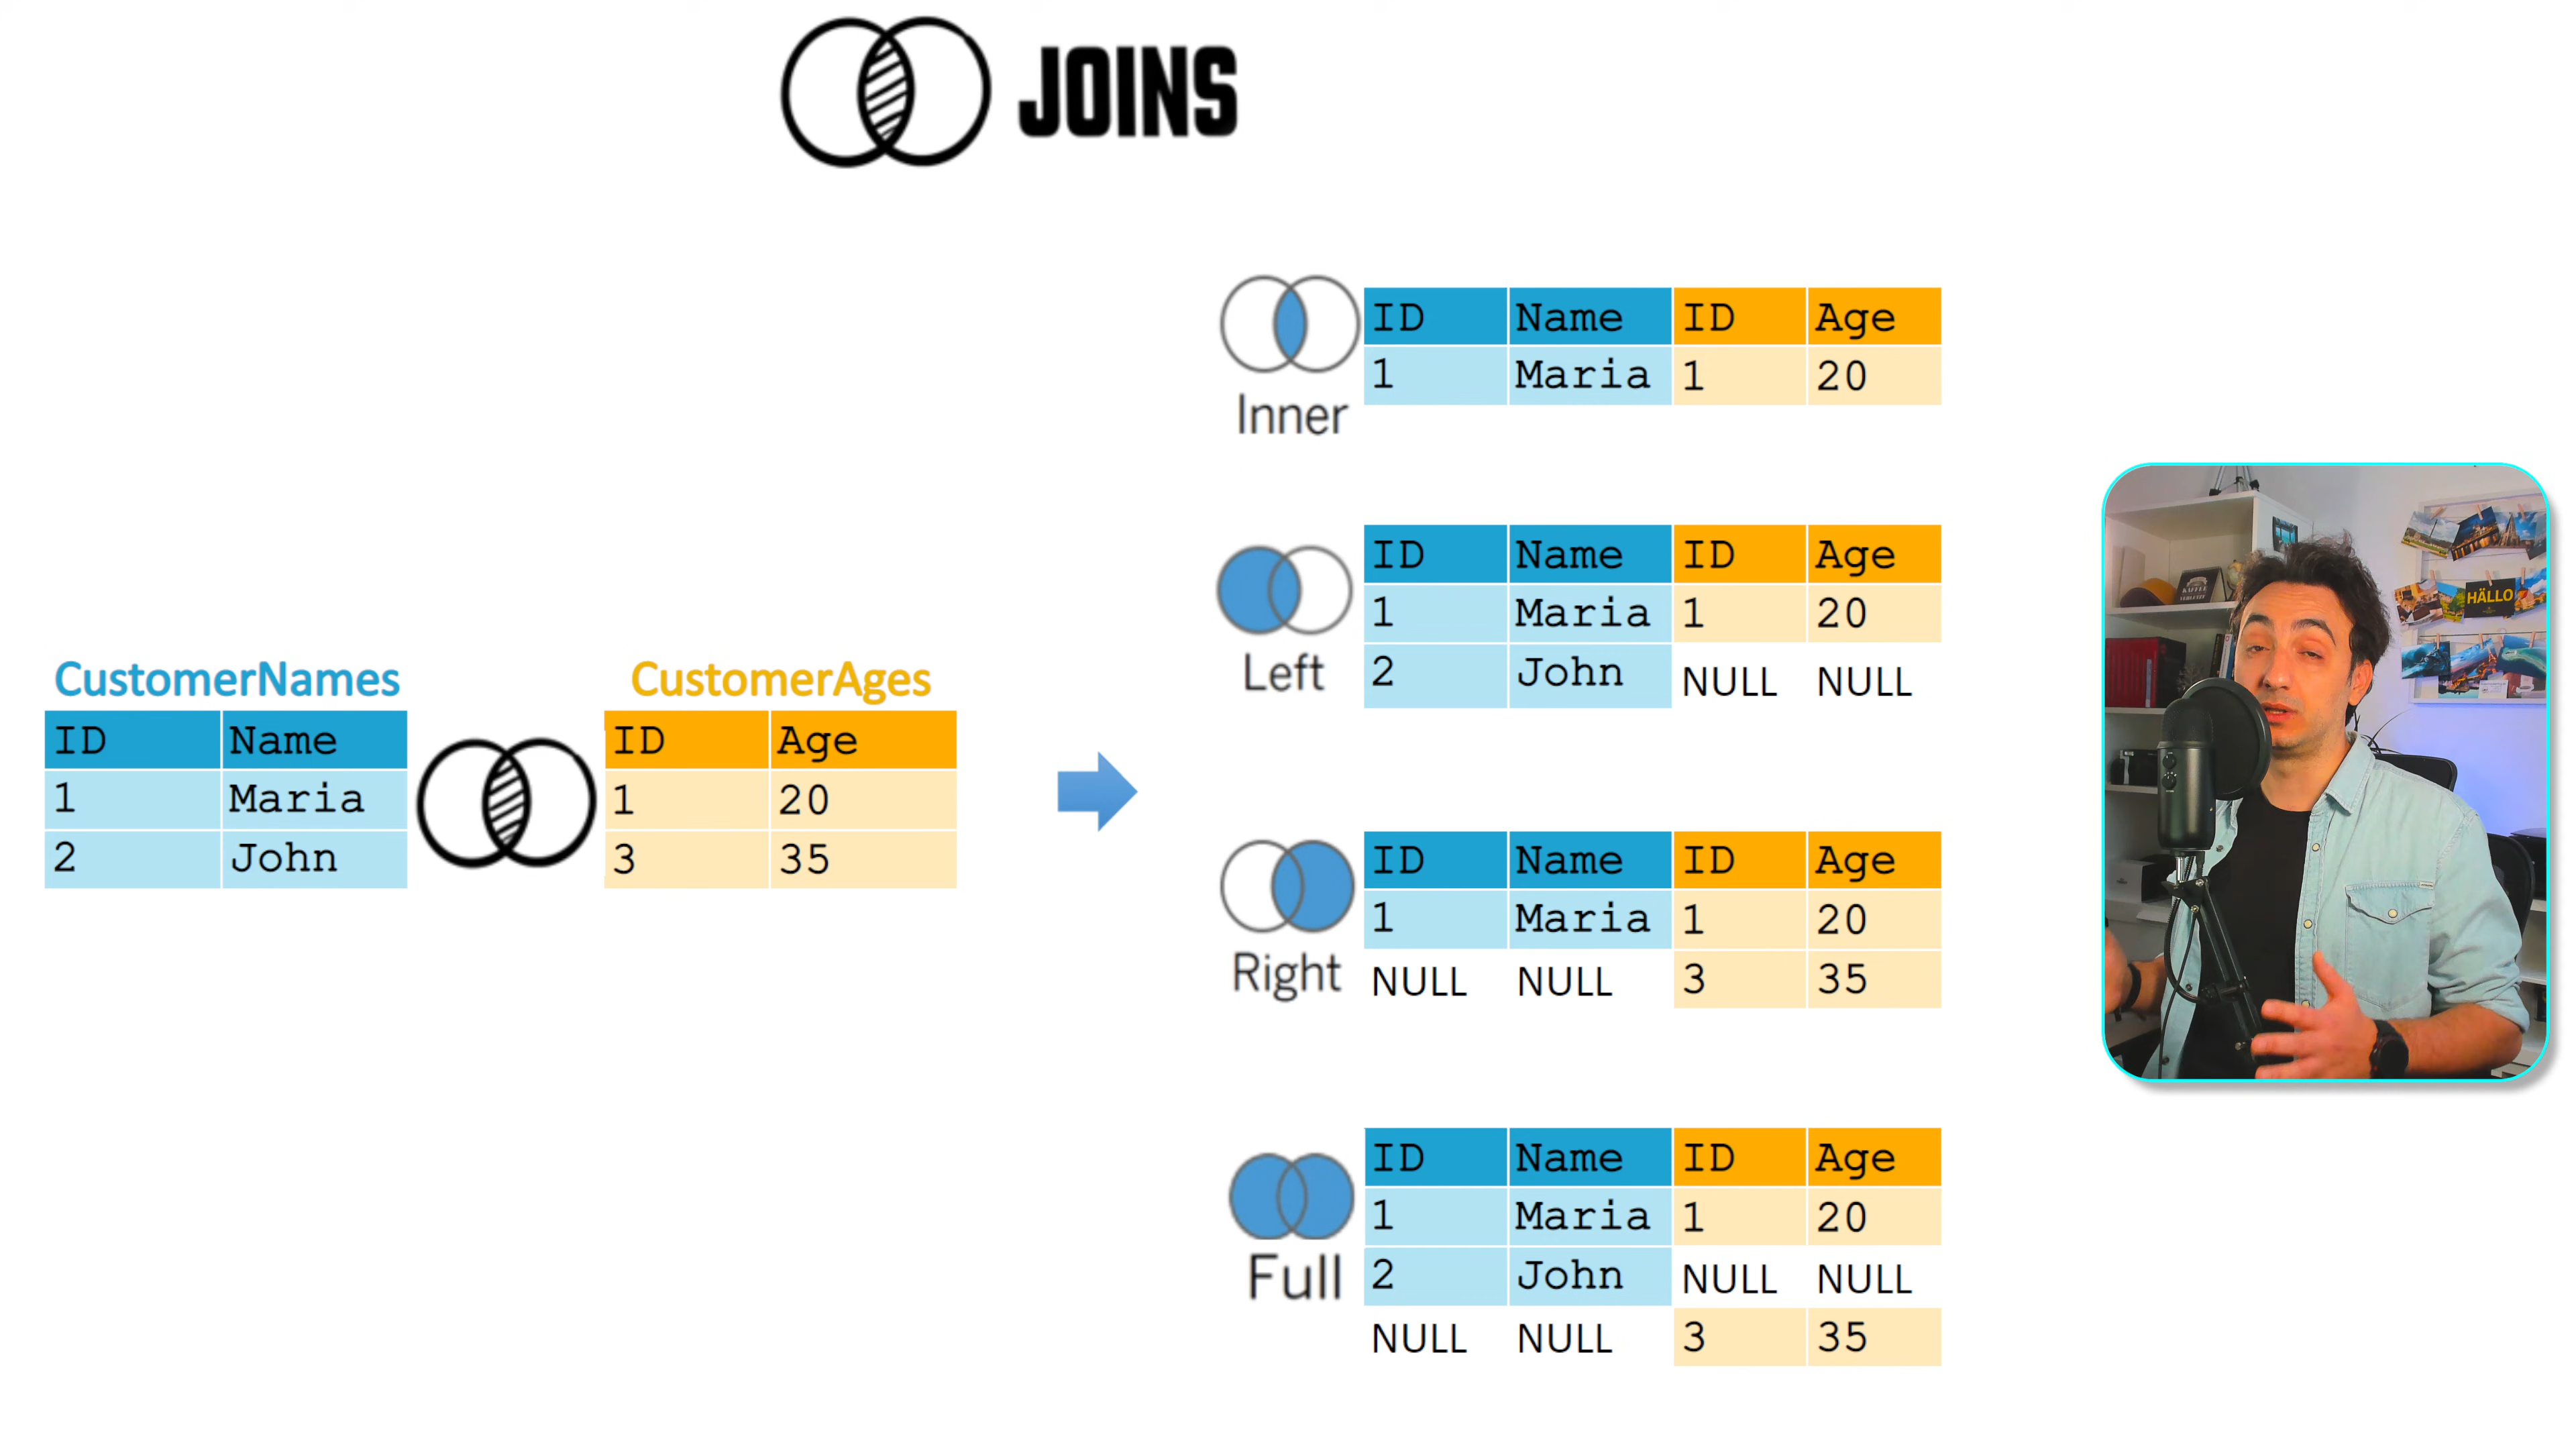 JOINS
CustomerNames
ID Name
1 Maria
2 John
CustomerAges
ID Age
1 20
3 35
Inner
ID Name ID Age
1 Maria 1 20
Left
ID Name ID Age
1 Maria 1 20
2 John NULL NULL
Right
ID Name ID Age
1 Maria 1 20
NULL NULL 3 35
Full
ID Name ID Age
1 Maria 1 20
2 John NULL NULL
NULL NULL 3 35
HÄLLO